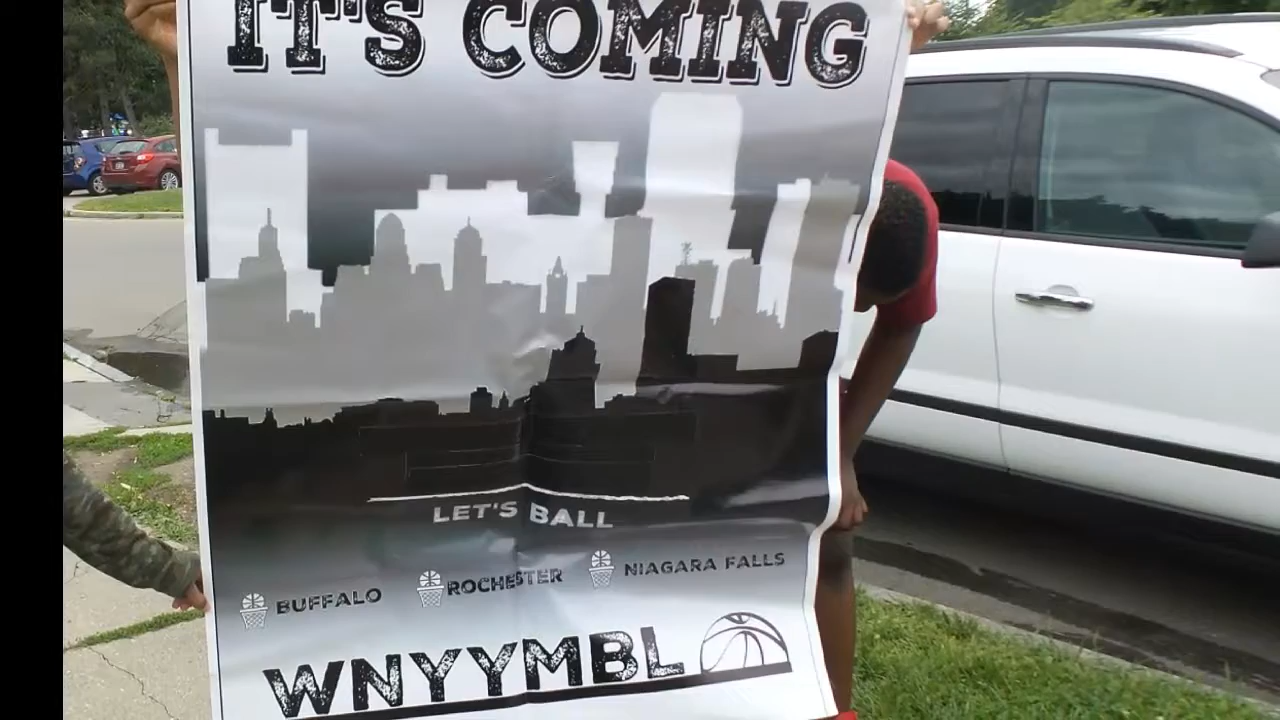 IT'S COMING
LET'S BALL
BUFFALO ROCHESTER NIAGARA FALLS
WNYYMBL